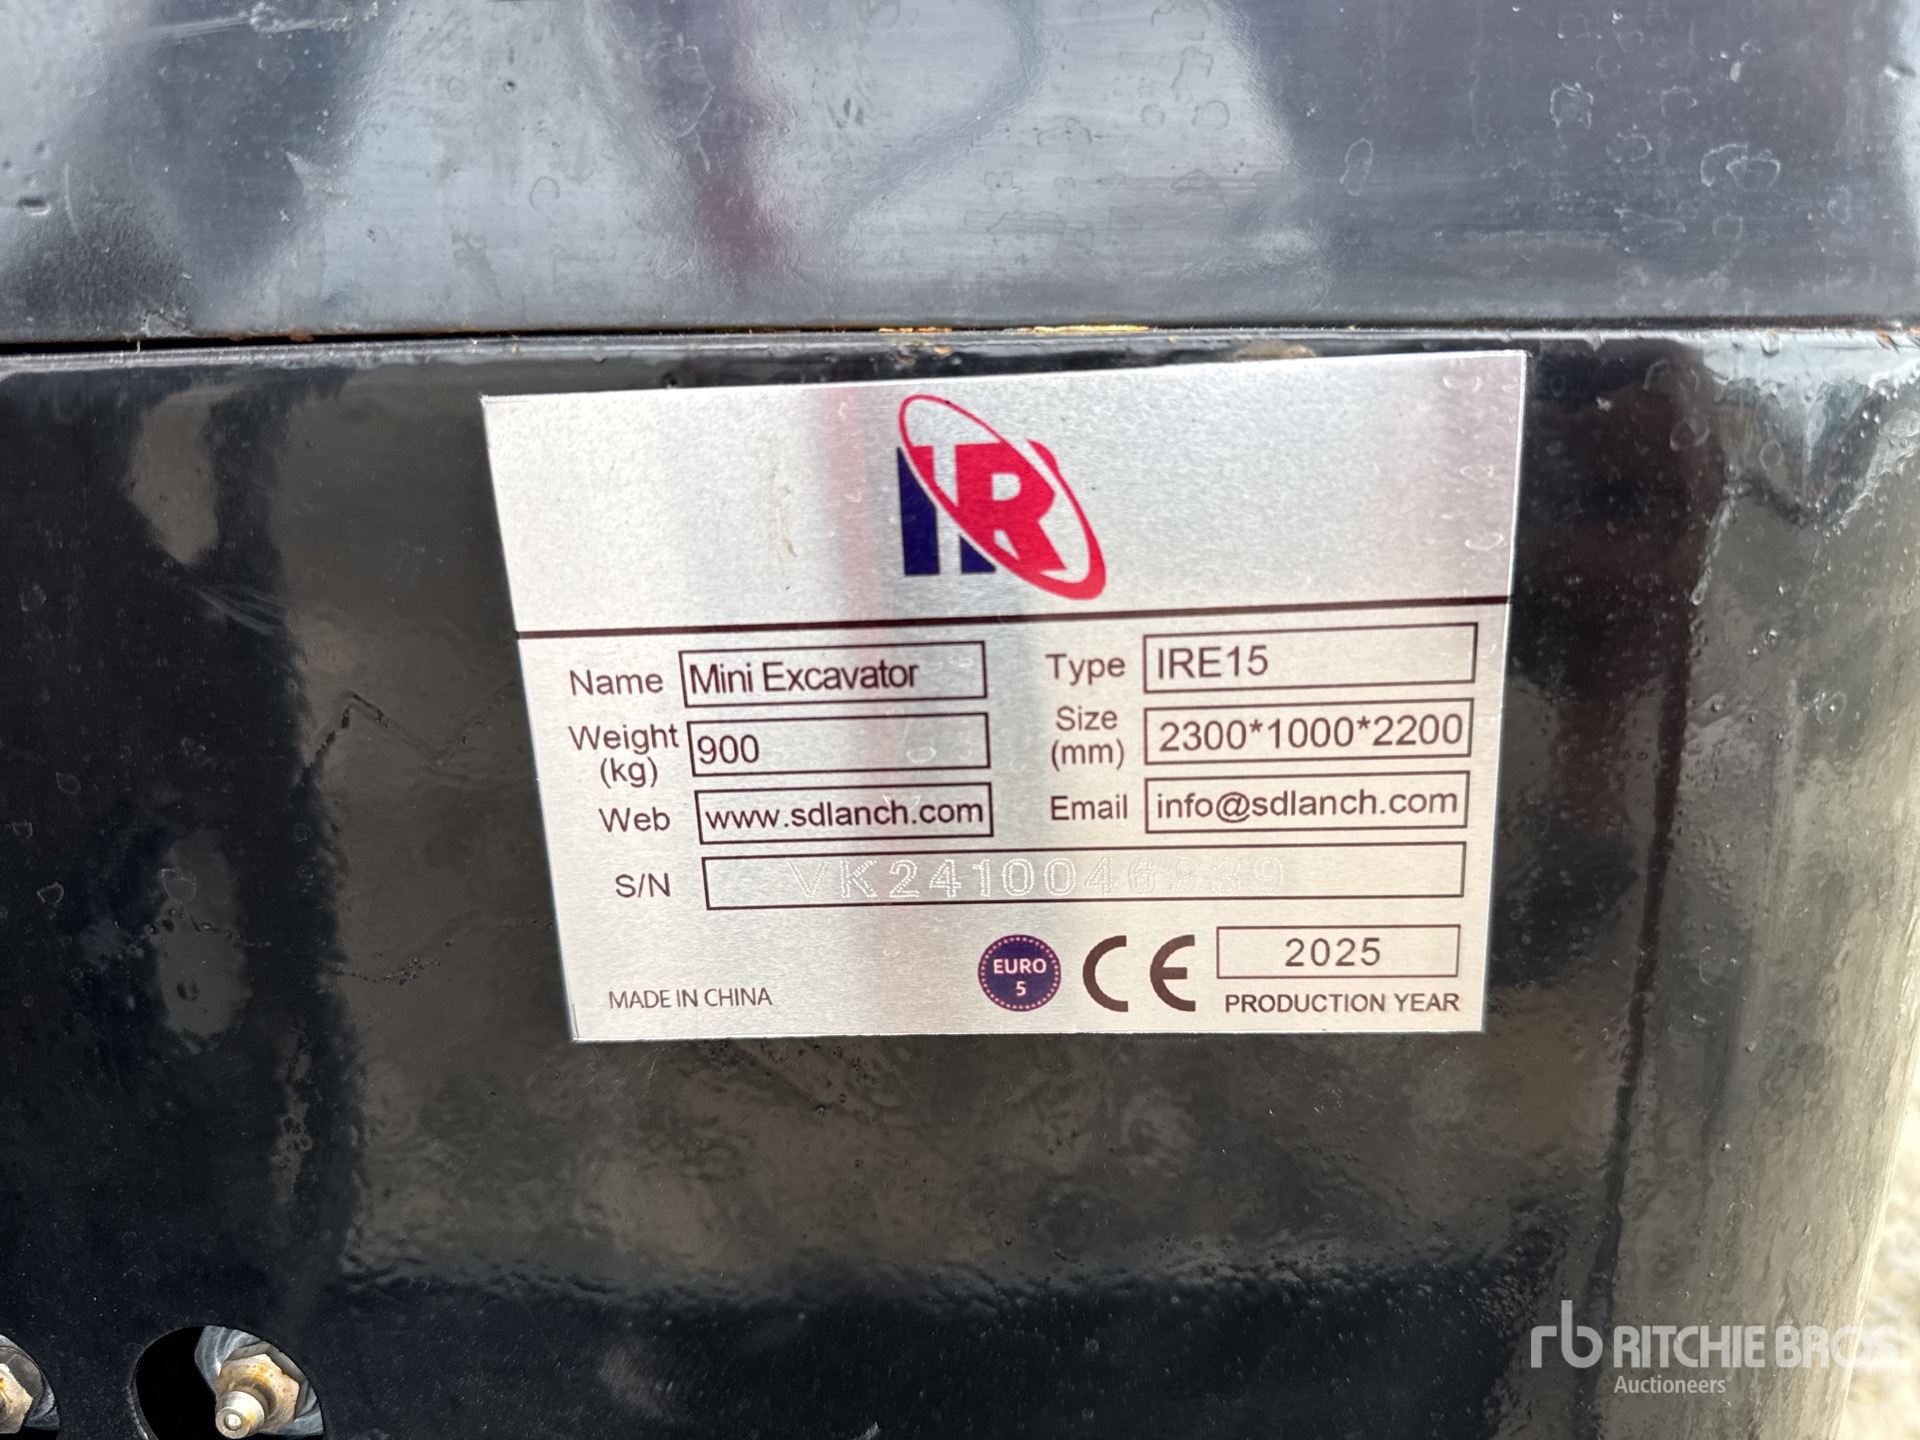 IR
Name Mini Excavator Type IRE15
Weight (kg) 900 Size (mm) 2300*1000*2200
Web www.sdlanch.com Email info@sdlanch.com
S/N VK2410046939
EURO 5 CE 2025
MADE IN CHINA PRODUCTION YEAR
rb RITCHIE BROS.
Auctioneers